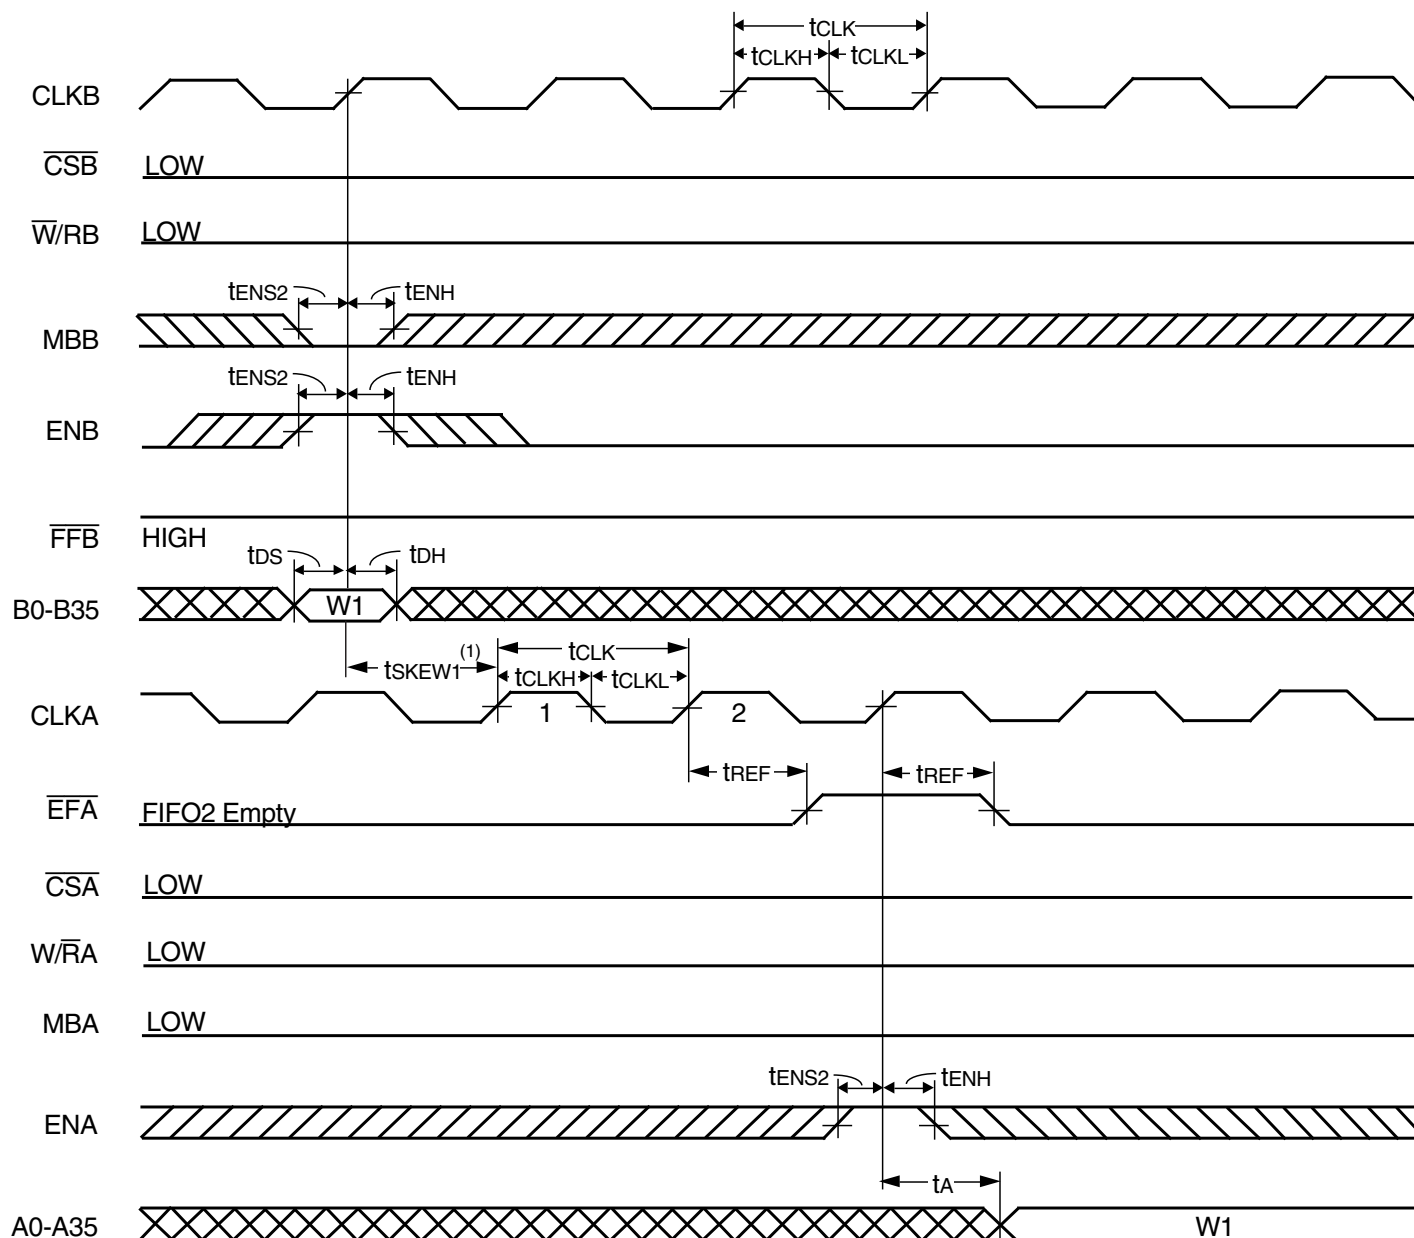 tCLK
tCLKH tCLKL
CLKB
CSB LOW
W/RB LOW
tENS2 tENH
MBB
tENS2 tENH
ENB
FFB HIGH
tDS tDH
B0-B35 W1
tSKEW1(1) tCLK
tCLKH tCLKL
CLKA 1 2
tREF tREF
EFA FIFO2 Empty
CSA LOW
W/RA LOW
MBA LOW
tENS2 tENH
ENA
tA
A0-A35 W1